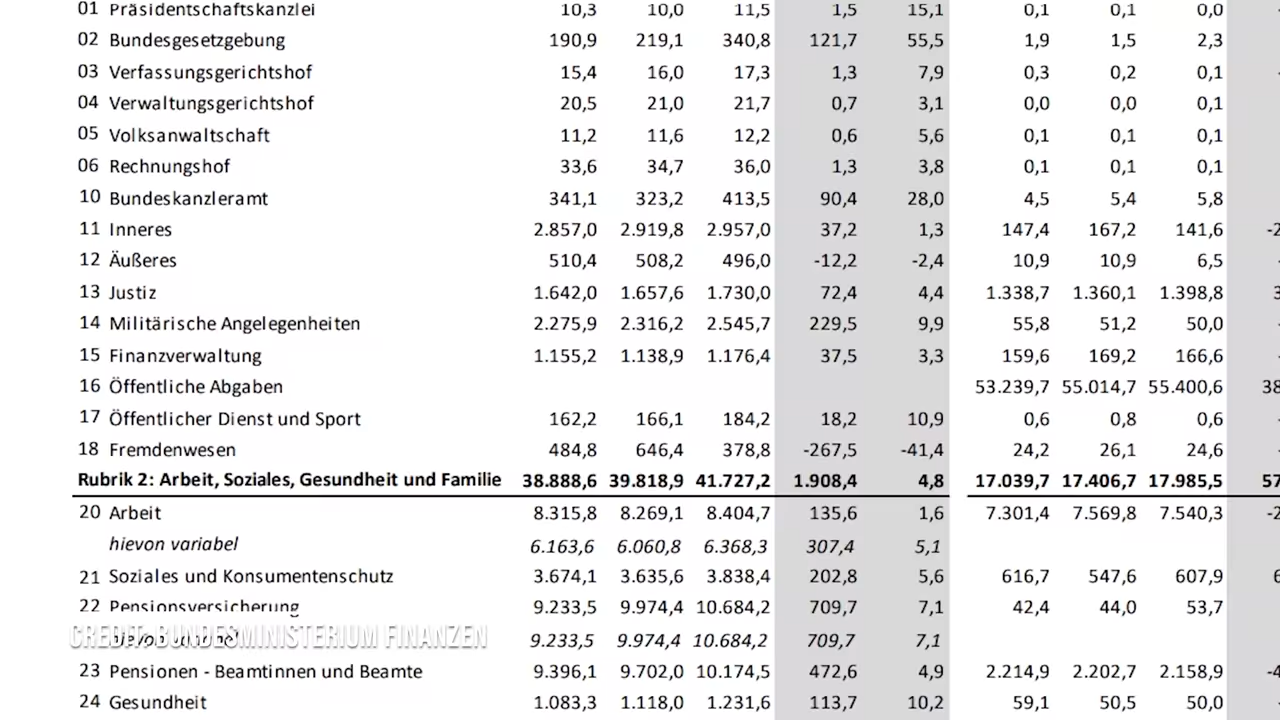 01 Präsidentschaftskanzlei 10,3 10,0 11,5 1,5 15,1 0,1 0,1 0,0
02 Bundesgesetzgebung 190,9 219,1 340,8 121,7 55,5 1,9 1,5 2,3
03 Verfassungsgerichtshof 15,4 16,0 17,3 1,3 7,9 0,3 0,2 0,1
04 Verwaltungsgerichtshof 20,5 21,0 21,7 0,7 3,1 0,0 0,0 0,1
05 Volksanwaltschaft 11,2 11,6 12,2 0,6 5,6 0,1 0,1 0,1
06 Rechnungshof 33,6 34,7 36,0 1,3 3,8 0,1 0,1 0,1
10 Bundeskanzleramt 341,1 323,2 413,5 90,4 28,0 4,5 5,4 5,8
11 Inneres 2.857,0 2.919,8 2.957,0 37,2 1,3 147,4 167,2 141,6 -2
12 Äußeres 510,4 508,2 496,0 -12,2 -2,4 10,9 10,9 6,5
13 Justiz 1.642,0 1.657,6 1.730,0 72,4 4,4 1.338,7 1.360,1 1.398,8 3
14 Militärische Angelegenheiten 2.275,9 2.316,2 2.545,7 229,5 9,9 55,8 51,2 50,0
15 Finanzverwaltung 1.155,2 1.138,9 1.176,4 37,5 3,3 159,6 169,2 166,6
16 Öffentliche Abgaben 53.239,7 55.014,7 55.400,6 38
17 Öffentlicher Dienst und Sport 162,2 166,1 184,2 18,2 10,9 0,6 0,8 0,6
18 Fremdenwesen 484,8 646,4 378,8 -267,5 -41,4 24,2 26,1 24,6
Rubrik 2: Arbeit, Soziales, Gesundheit und Familie 38.888,6 39.818,9 41.727,2 1.908,4 4,8 17.039,7 17.406,7 17.985,5 57
20 Arbeit 8.315,8 8.269,1 8.404,7 135,6 1,6 7.301,4 7.569,8 7.540,3 -2
hievon variabel 6.163,6 6.060,8 6.368,3 307,4 5,1
21 Soziales und Konsumentenschutz 3.674,1 3.635,6 3.838,4 202,8 5,6 616,7 547,6 607,9 6
22 Pensionsversicherung 9.233,5 9.974,4 10.684,2 709,7 7,1 42,4 44,0 53,7
hievon variabel 9.233,5 9.974,4 10.684,2 709,7 7,1
CREDIT: BUNDESMINISTERIUM FINANZEN
23 Pensionen - Beamtinnen und Beamte 9.396,1 9.702,0 10.174,5 472,6 4,9 2.214,9 2.202,7 2.158,9 -4
24 Gesundheit 1.083,3 1.118,0 1.231,6 113,7 10,2 59,1 50,5 50,0